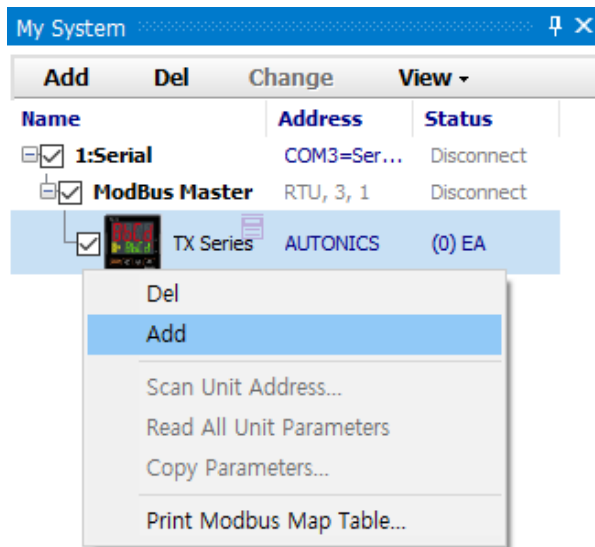 My System
Add Del Change View
Name Address Status
1:Serial COM3=Ser... Disconnect
ModBus Master RTU, 3, 1 Disconnect
TX Series AUTONICS (0) EA
Del
Add
Scan Unit Address...
Read All Unit Parameters
Copy Parameters...
Print Modbus Map Table...